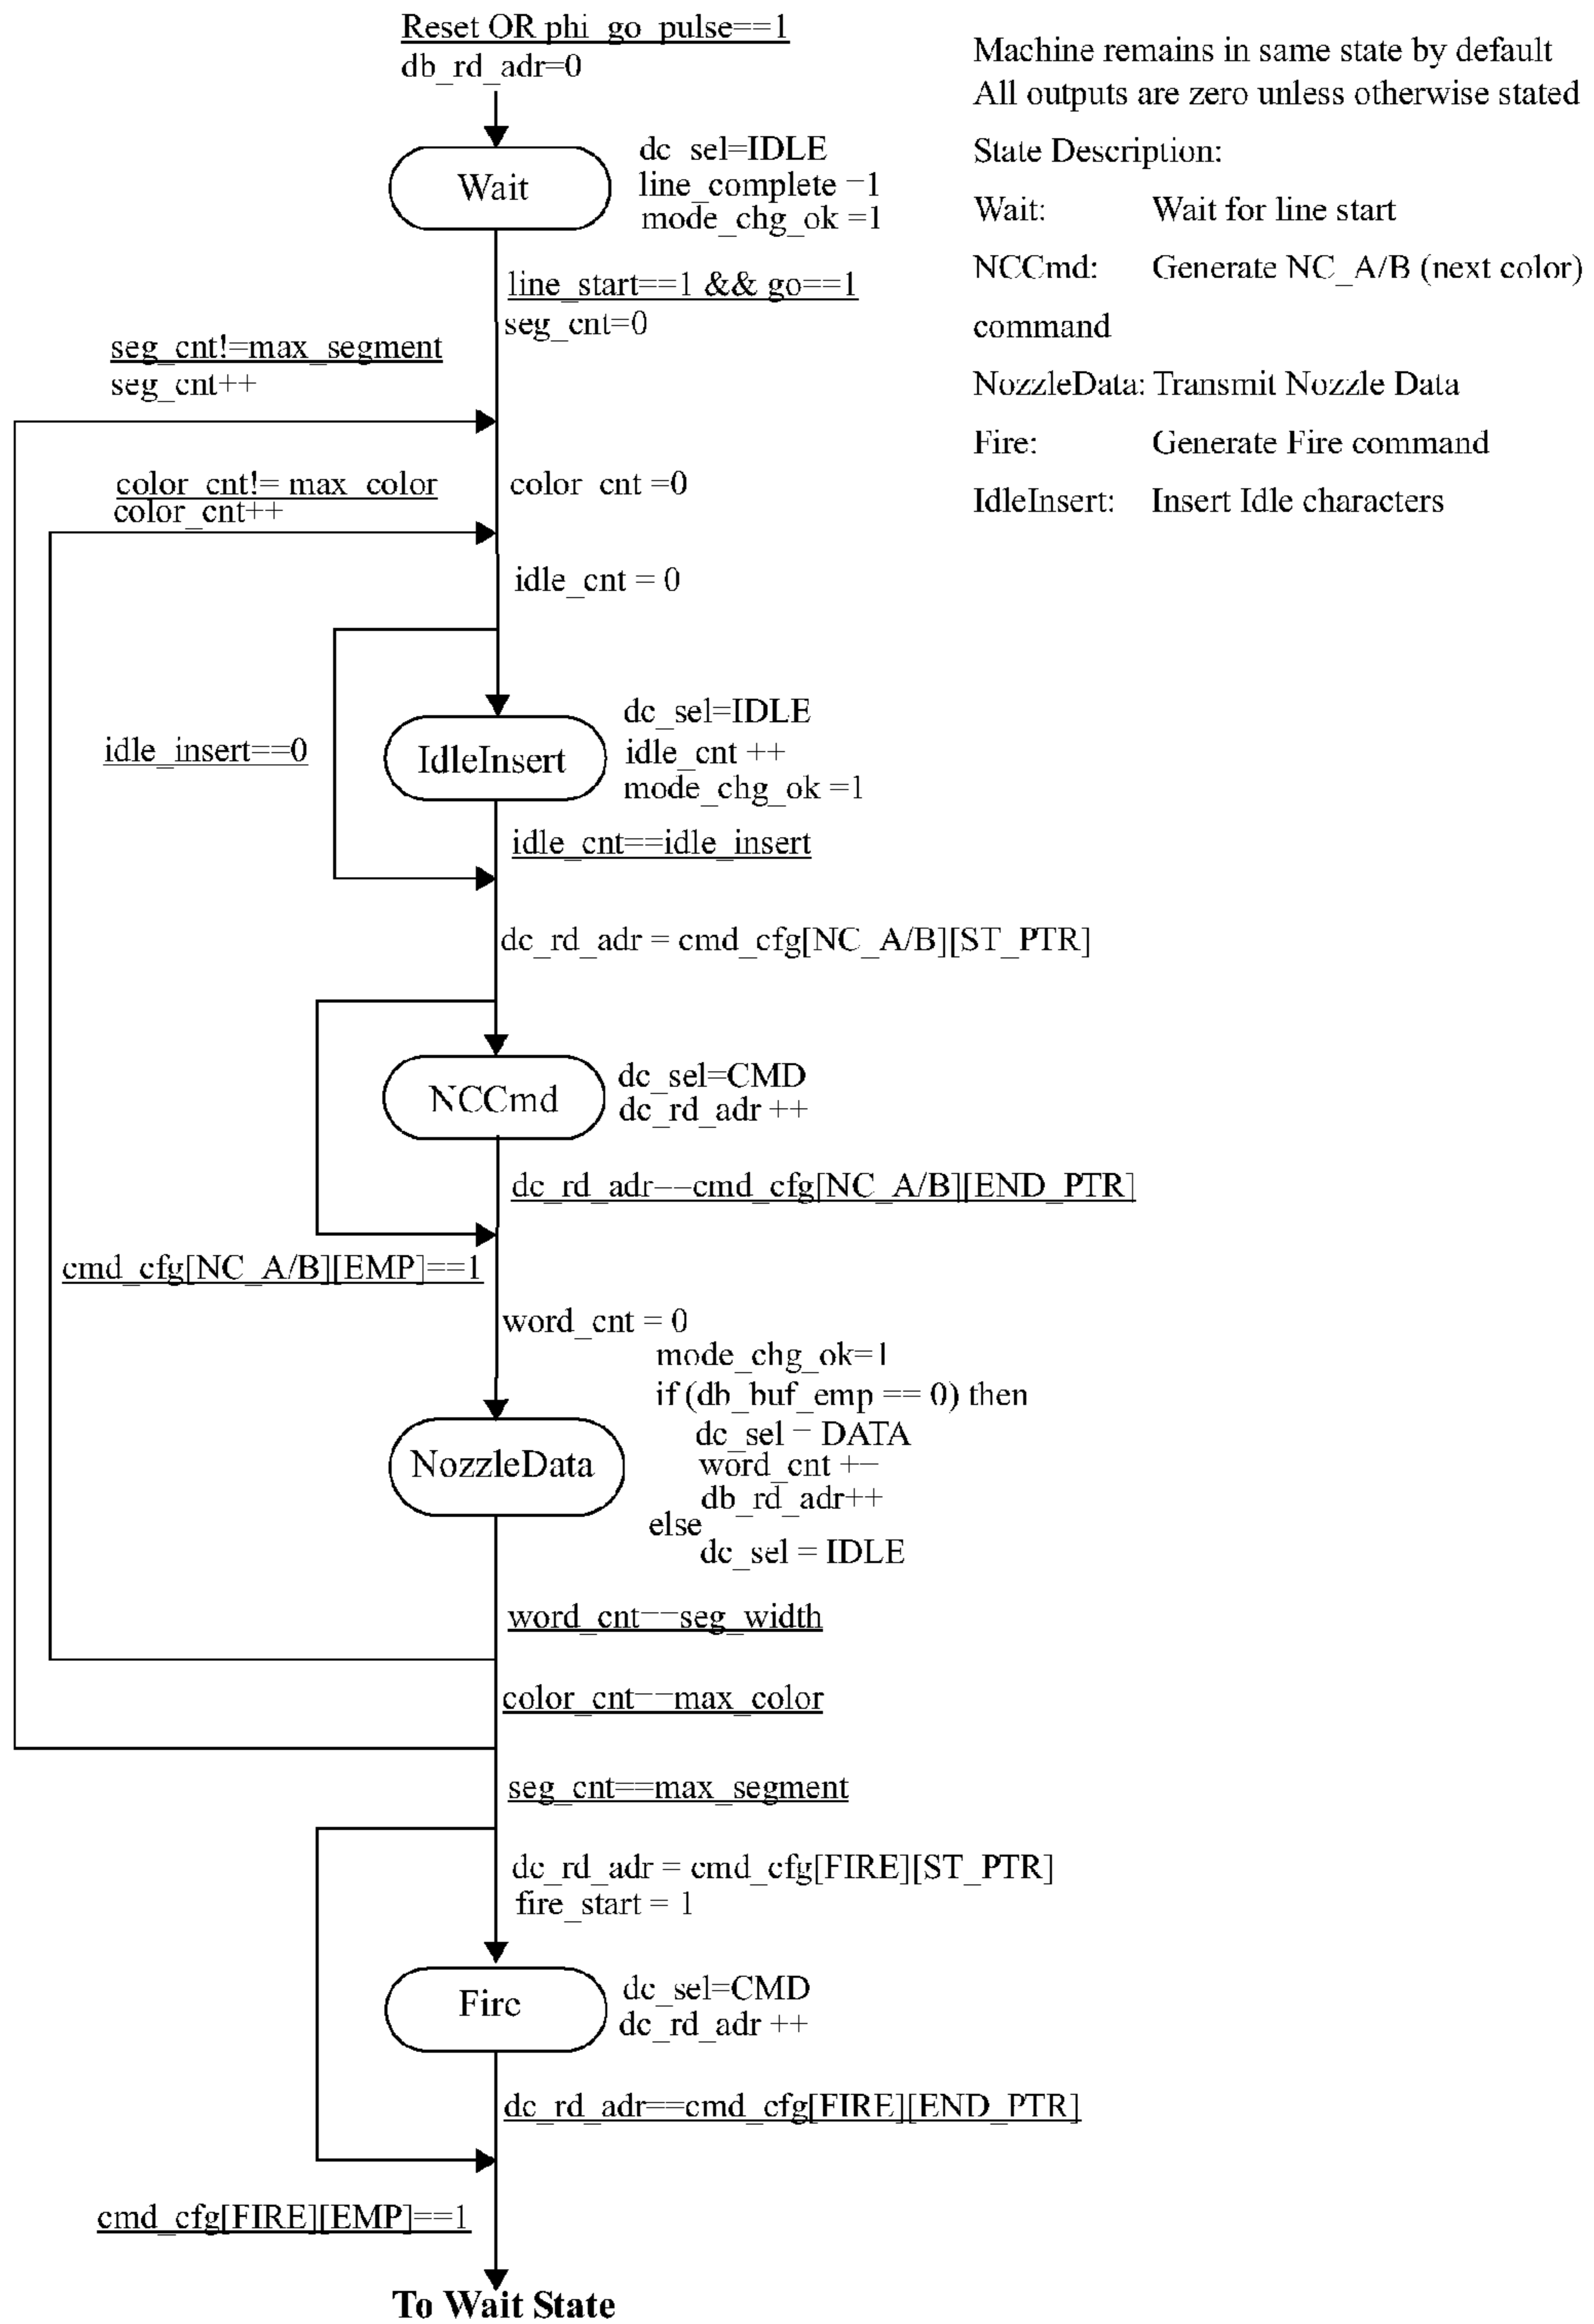 Reset OR phi_go_pulse==1
db_rd_adr=0
Machine remains in same state by default
All outputs are zero unless otherwise stated
State Description:
Wait: Wait for line start
NCCmd: Generate NC_A/B (next color)
command
NozzleData: Transmit Nozzle Data
Fire: Generate Fire command
IdleInsert: Insert Idle characters
Wait
dc_sel=IDLE
line_complete =1
mode_chg_ok =1
line_start==1 && go==1
seg_cnt=0
seg_cnt!=max_segment
seg_cnt++
color_cnt!= max_color
color_cnt++
color_cnt =0
idle_cnt = 0
IdleInsert
dc_sel=IDLE
idle_cnt ++
mode_chg_ok =1
idle_insert==0
idle_cnt==idle_insert
dc_rd_adr = cmd_cfg[NC_A/B][ST_PTR]
NCCmd
dc_sel=CMD
dc_rd_adr ++
dc_rd_adr==cmd_cfg[NC_A/B][END_PTR]
cmd_cfg[NC_A/B][EMP]==1
word_cnt = 0
NozzleData
mode_chg_ok=1
if (db_buf_emp == 0) then
dc_sel = DATA
word_cnt ++
db_rd_adr++
else
dc_sel = IDLE
word_cnt==seg_width
color_cnt==max_color
seg_cnt==max_segment
dc_rd_adr = cmd_cfg[FIRE][ST_PTR]
fire_start = 1
Fire
dc_sel=CMD
dc_rd_adr ++
dc_rd_adr==cmd_cfg[FIRE][END_PTR]
cmd_cfg[FIRE][EMP]==1
To Wait State